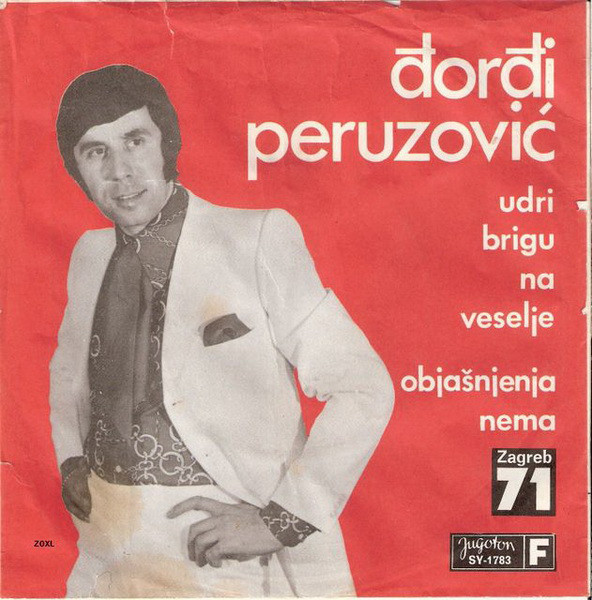 đorđi
peruzović
udri
brigu
na
veselje
objašnjenja
nema
Zagreb
71
ZOXL
Jugoton F
SY-1783